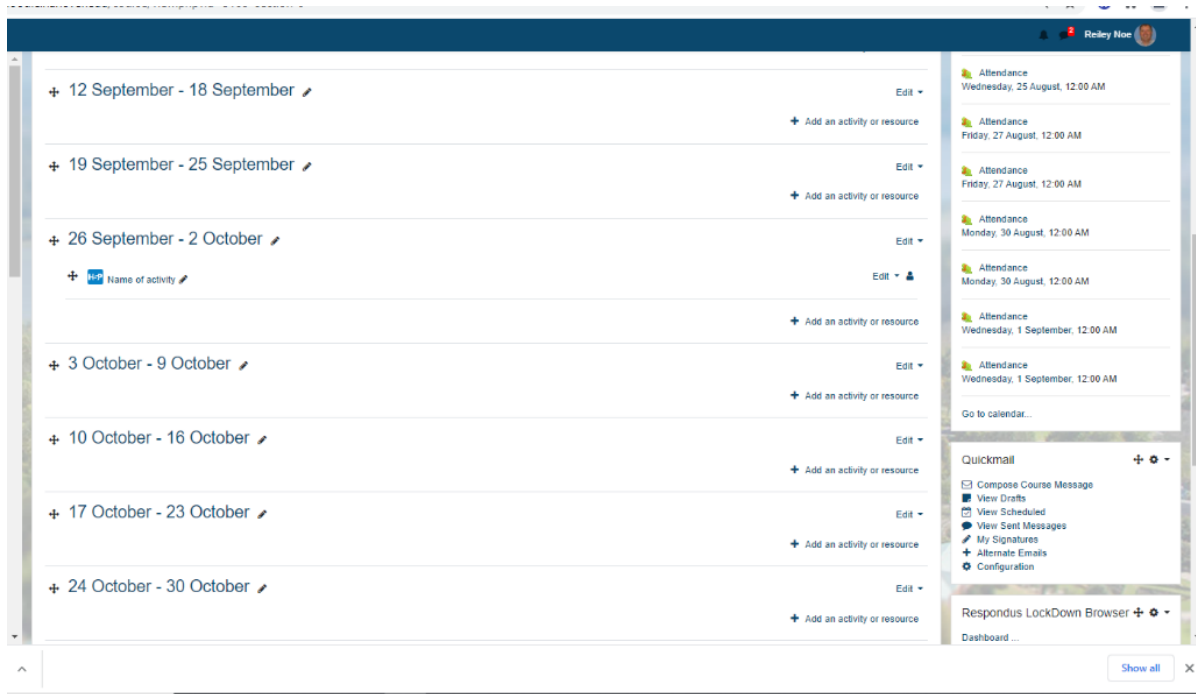 2
Reiley Noe
12 September - 18 September
Edit
Add an activity or resource
19 September - 25 September
Edit
Add an activity or resource
26 September - 2 October
Edit
H-P Name of activity
Edit
Add an activity or resource
3 October - 9 October
Edit
Add an activity or resource
10 October - 16 October
Edit
Add an activity or resource
17 October - 23 October
Edit
Add an activity or resource
24 October - 30 October
Edit
Add an activity or resource
Attendance
Wednesday, 25 August, 12:00 AM
Attendance
Friday, 27 August, 12:00 AM
Attendance
Friday, 27 August, 12:00 AM
Attendance
Monday, 30 August, 12:00 AM
Attendance
Monday, 30 August, 12:00 AM
Attendance
Wednesday, 1 September, 12:00 AM
Attendance
Wednesday, 1 September, 12:00 AM
Go to calendar...
Quickmail
Compose Course Message
View Drafts
View Scheduled
View Sent Messages
My Signatures
Alternate Emails
Configuration
Respondus LockDown Browser
Dashboard ...
Show all